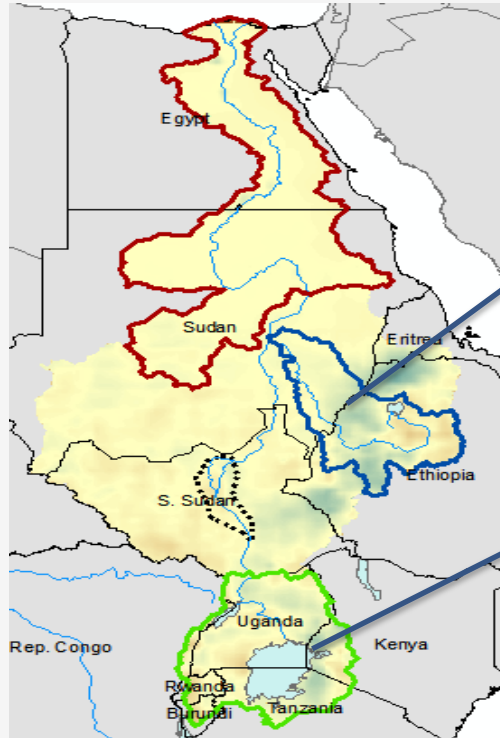 Egypt
Sudan
Eritrea
Ethiopia
S. Sudan
Uganda
Rep. Congo
Kenya
Rwanda
Burundi
Tanzania